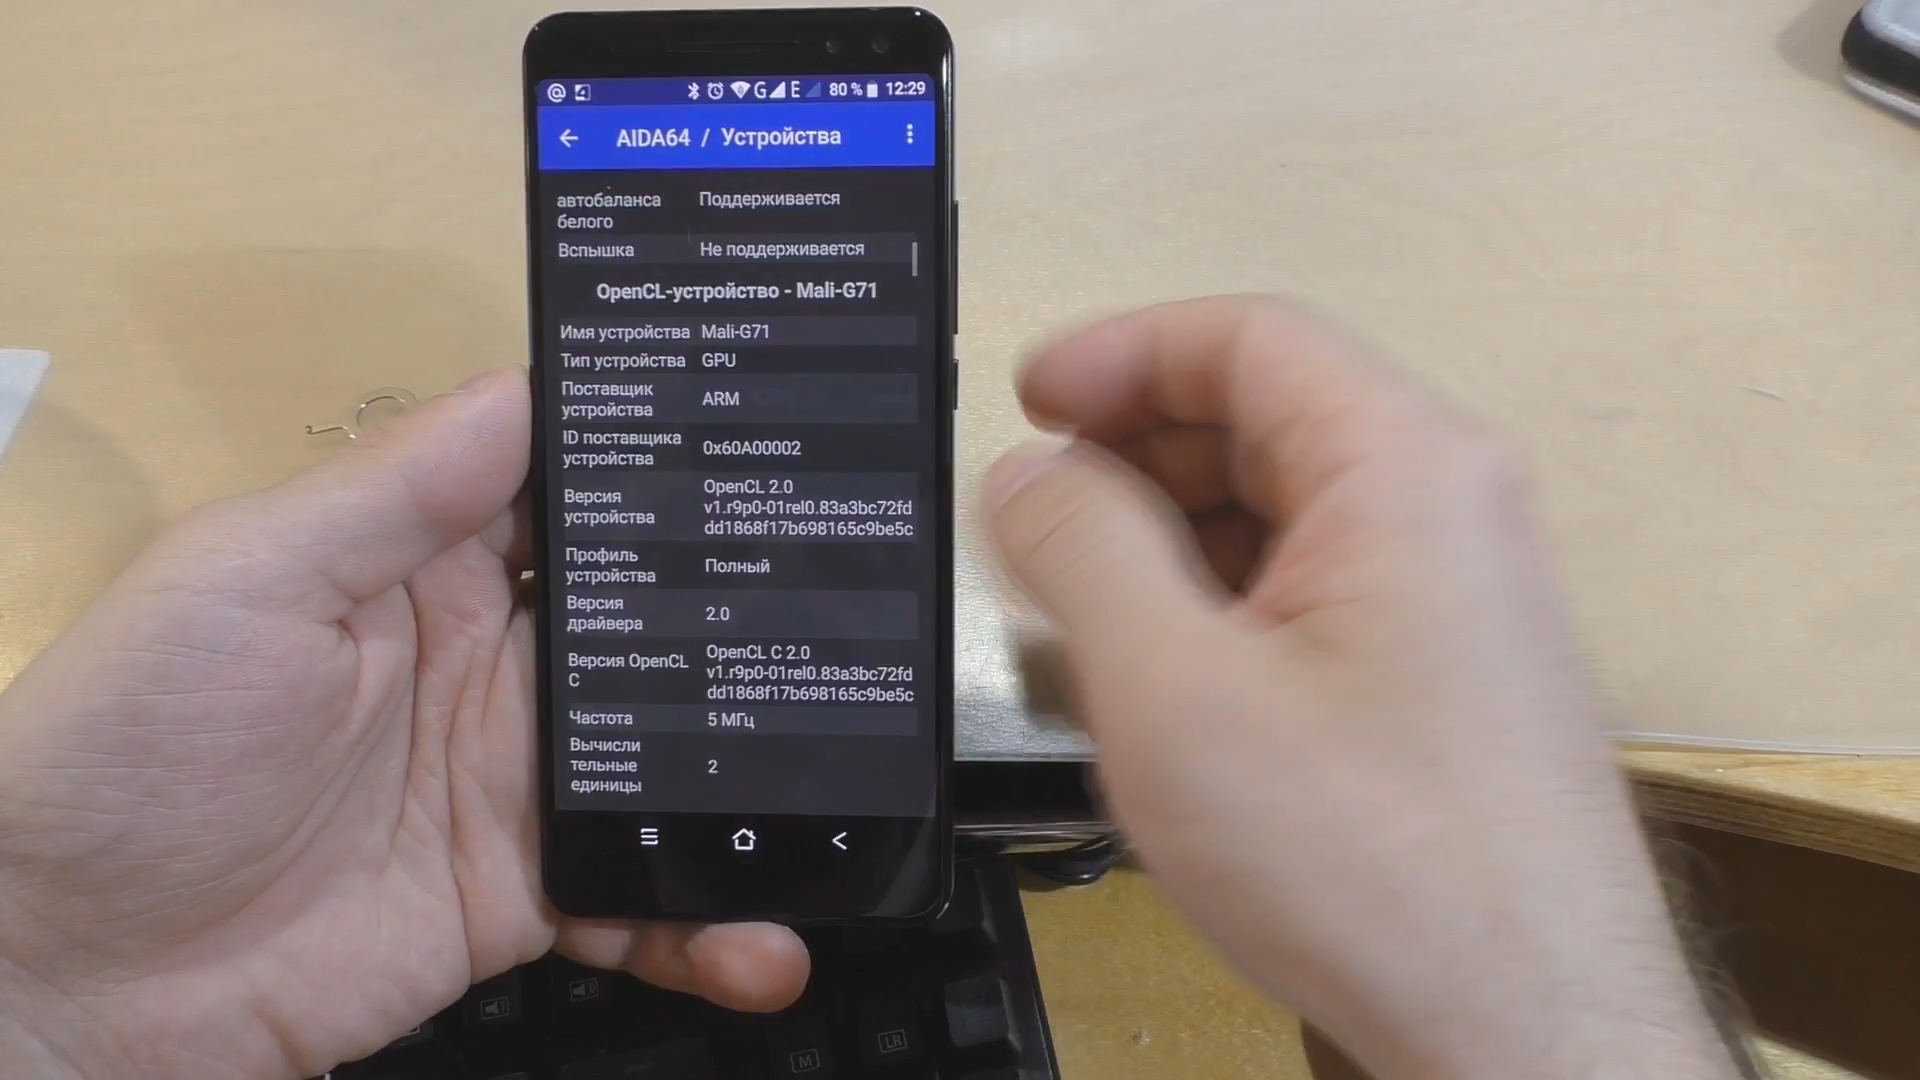 G E 80 % 12:29
AIDA64 / Устройства
автобаланса
белого
Поддерживается
Вспышка Не поддерживается
OpenCL-устройство - Mali-G71
Имя устройства Mali-G71
Тип устройства GPU
Поставщик
устройства
ARM
ID поставщика
устройства
0x60A00002
Версия
устройства
OpenCL 2.0
v1.r9p0-01rel0.83a3bc72fd
dd1868f17b698165c9be5c
Профиль
устройства
Полный
Версия
драйвера
2.0
Версия OpenCL
C
OpenCL C 2.0
v1.r9p0-01rel0.83a3bc72fd
dd1868f17b698165c9be5c
Частота 5 МГц
Вычисли
тельные
единицы
2
M
LR